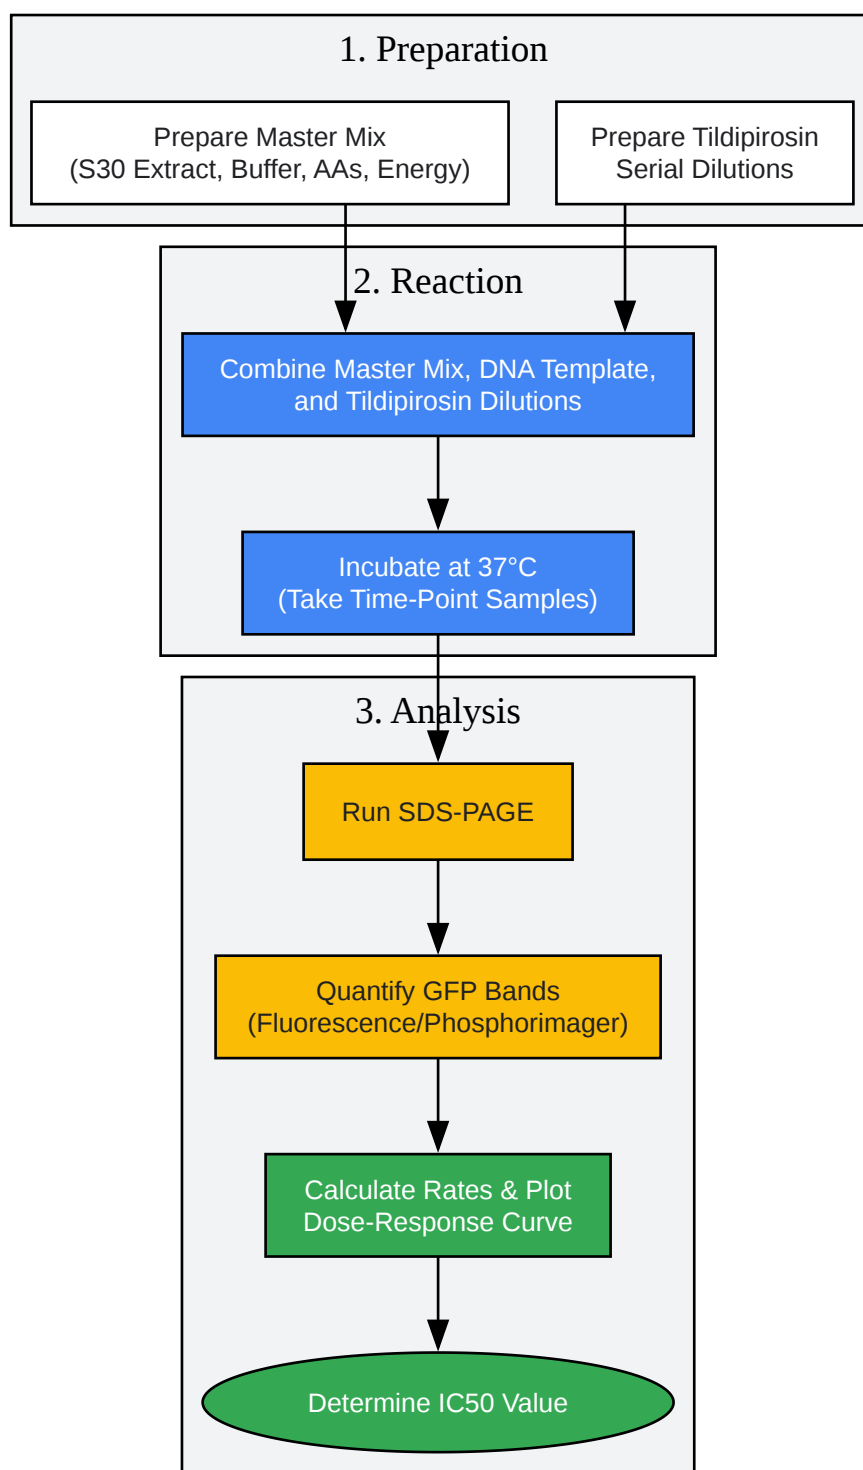 1. Preparation
Prepare Master Mix
(S30 Extract, Buffer, AAs, Energy)
Prepare Tildipirosin
Serial Dilutions
2. Reaction
Combine Master Mix, DNA Template,
and Tildipirosin Dilutions
Incubate at 37°C
(Take Time-Point Samples)
3. Analysis
Run SDS-PAGE
Quantify GFP Bands
(Fluorescence/Phosphorimager)
Calculate Rates & Plot
Dose-Response Curve
Determine IC50 Value